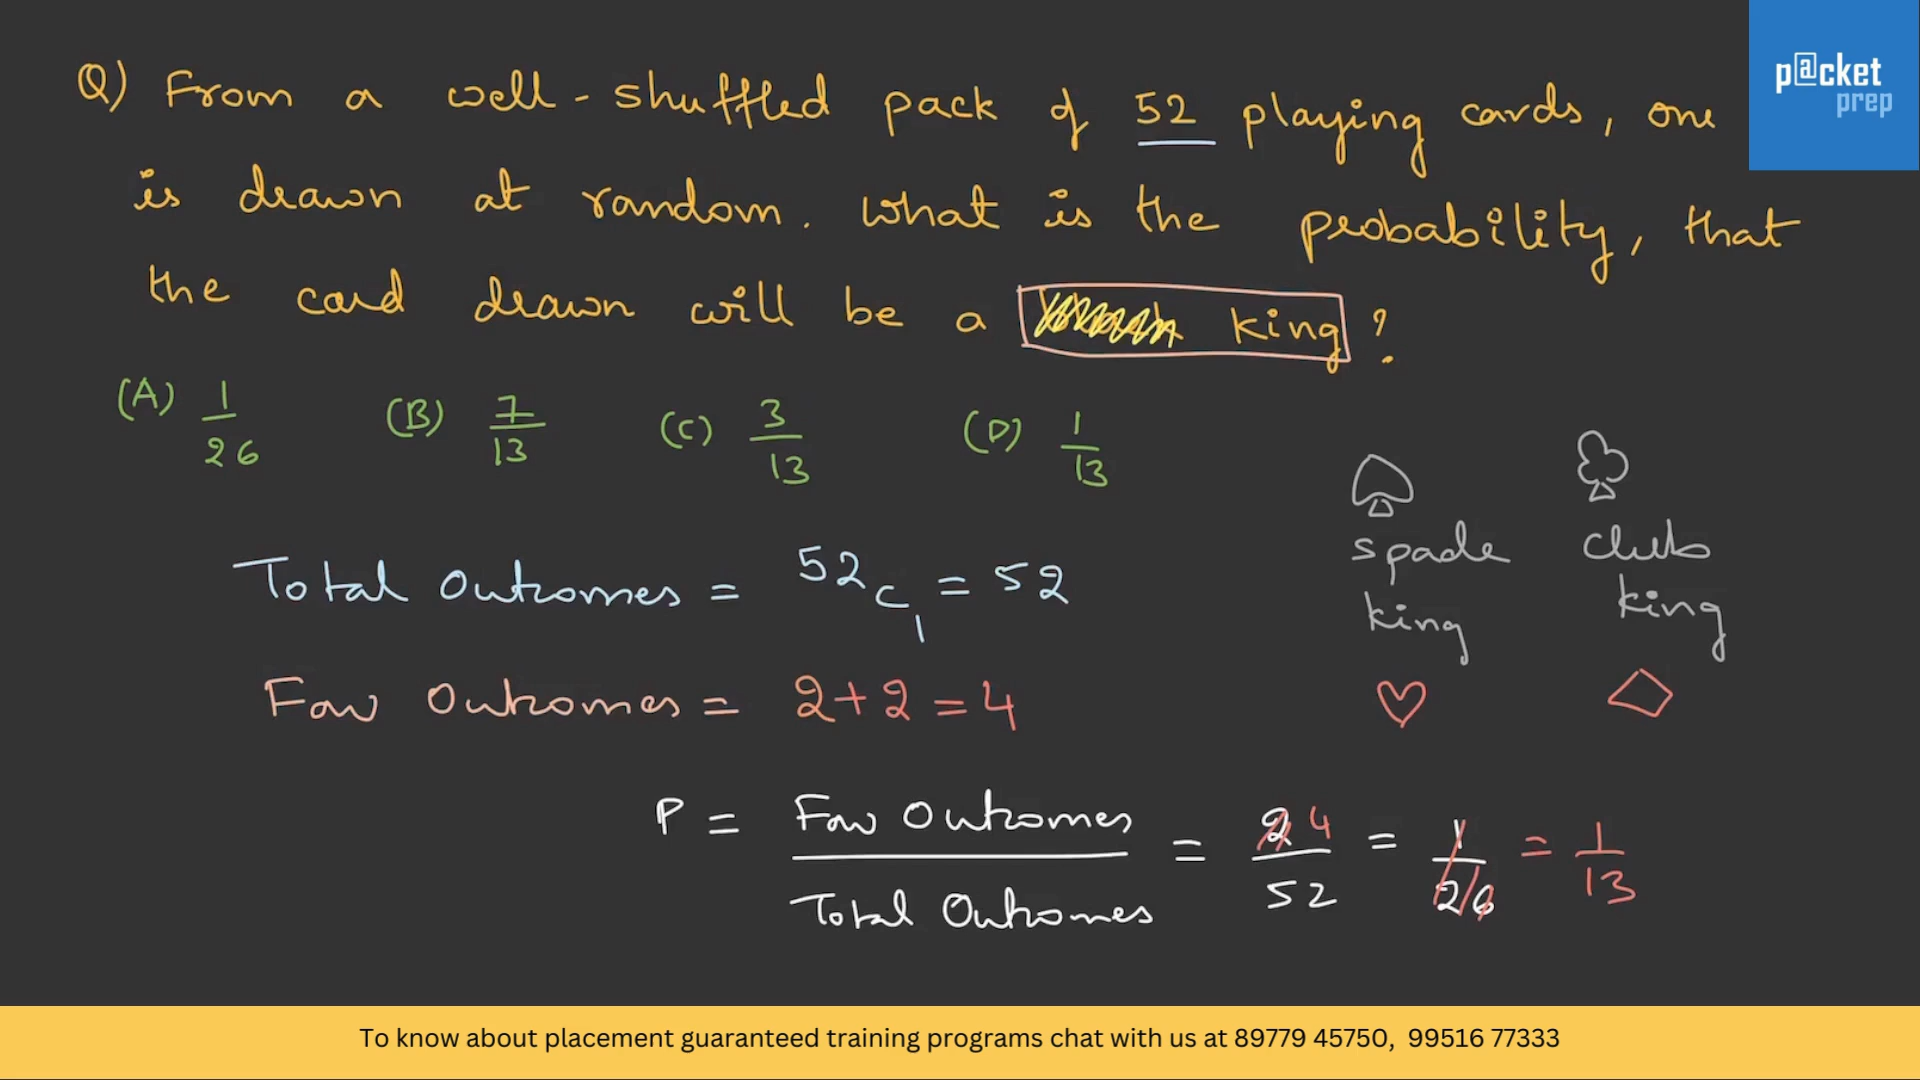 Q) From a well-shuffled pack of 52 playing cards, one
is drawn at random. What is the probability, that
the card drawn will be a king?
(A) 1/26 (B) 7/13 (C) 3/13 (D) 1/13
spade club
king king
Total Outcomes = 52C1 = 52
Fav Outcomes = 2+2 = 4
P = Fav Outcomes / Total Outcomes = 2 4/52 = 1/26 = 1/13
p@cket
prep
To know about placement guaranteed training programs chat with us at 89779 45750, 99516 77333